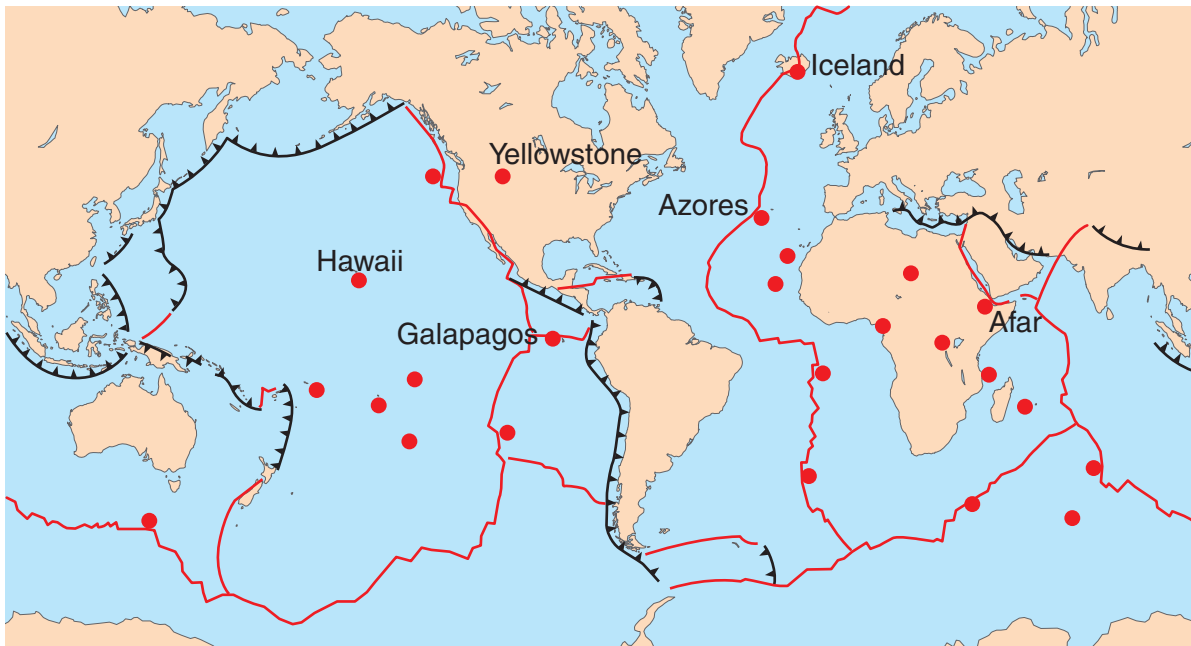 Iceland
Yellowstone
Azores
Hawaii
Galapagos
Afar